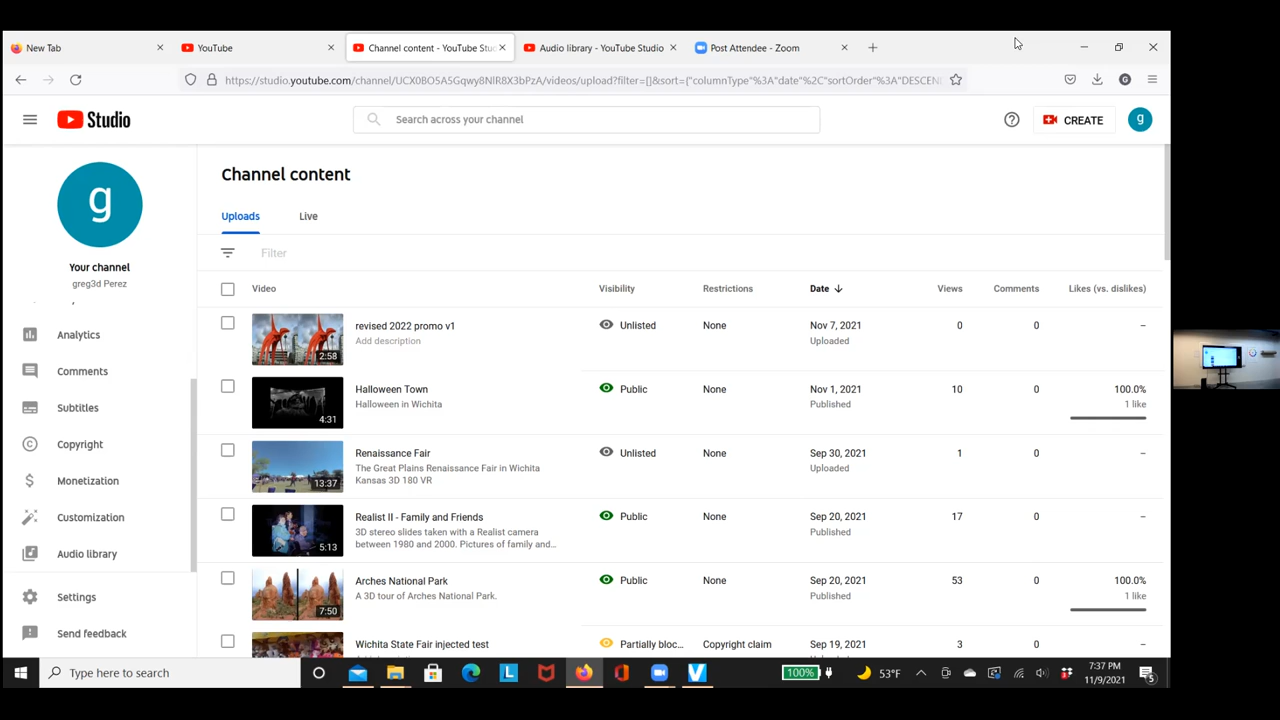 New Tab
YouTube
Channel content - YouTube Stu
Audio library - YouTube Studio
Post Attendee - Zoom
https://studio.youtube.com/channel/UCX0BO5A5Gqwy8NlR8X3bPzA/videos/upload?filter=[]&sort={"columnType"%3A"date"%2C"sortOrder"%3A"DESCEN
G
Studio
Search across your channel
CREATE
g
g
Your channel
greg3d Perez
Analytics
Comments
Subtitles
Copyright
Monetization
Customization
Audio library
Settings
Send feedback
Channel content
Uploads Live
Filter
Video Visibility Restrictions Date Views Comments Likes (vs. dislikes)
2:58
revised 2022 promo v1 Unlisted None Nov 7, 2021 0 0 –
Add description Uploaded
4:31
Halloween Town Public None Nov 1, 2021 10 0 100.0%
Halloween in Wichita Published 1 like
13:37
Renaissance Fair Unlisted None Sep 30, 2021 1 0 –
The Great Plains Renaissance Fair in Wichita Uploaded
Kansas 3D 180 VR
5:13
Realist II - Family and Friends Public None Sep 20, 2021 17 0 –
3D stereo slides taken with a Realist camera Published
between 1980 and 2000. Pictures of family and...
7:50
Arches National Park Public None Sep 20, 2021 53 0 100.0%
A 3D tour of Arches National Park. Published 1 like
Wichita State Fair injected test Partially bloc... Copyright claim Sep 19, 2021 3 0 –
Type here to search
L
100%
53°F
7:37 PM
11/9/2021
5